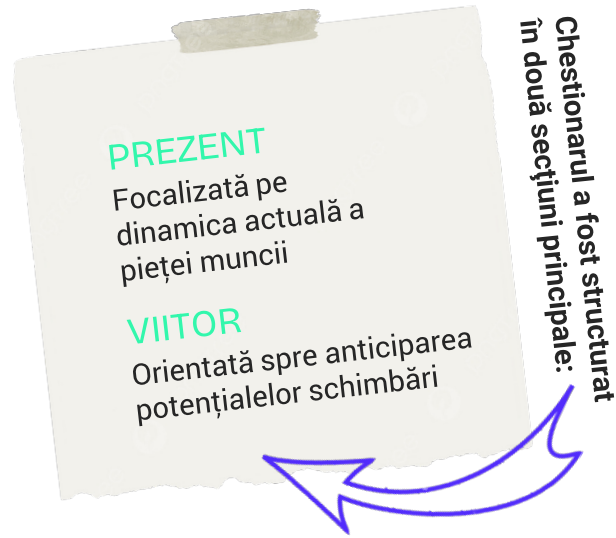 Chestionarul a fost structurat
în două secțiuni principale:
PREZENT
Focalizată pe
dinamica actuală a
pieței muncii
VIITOR
Orientată spre anticiparea
potențialelor schimbări